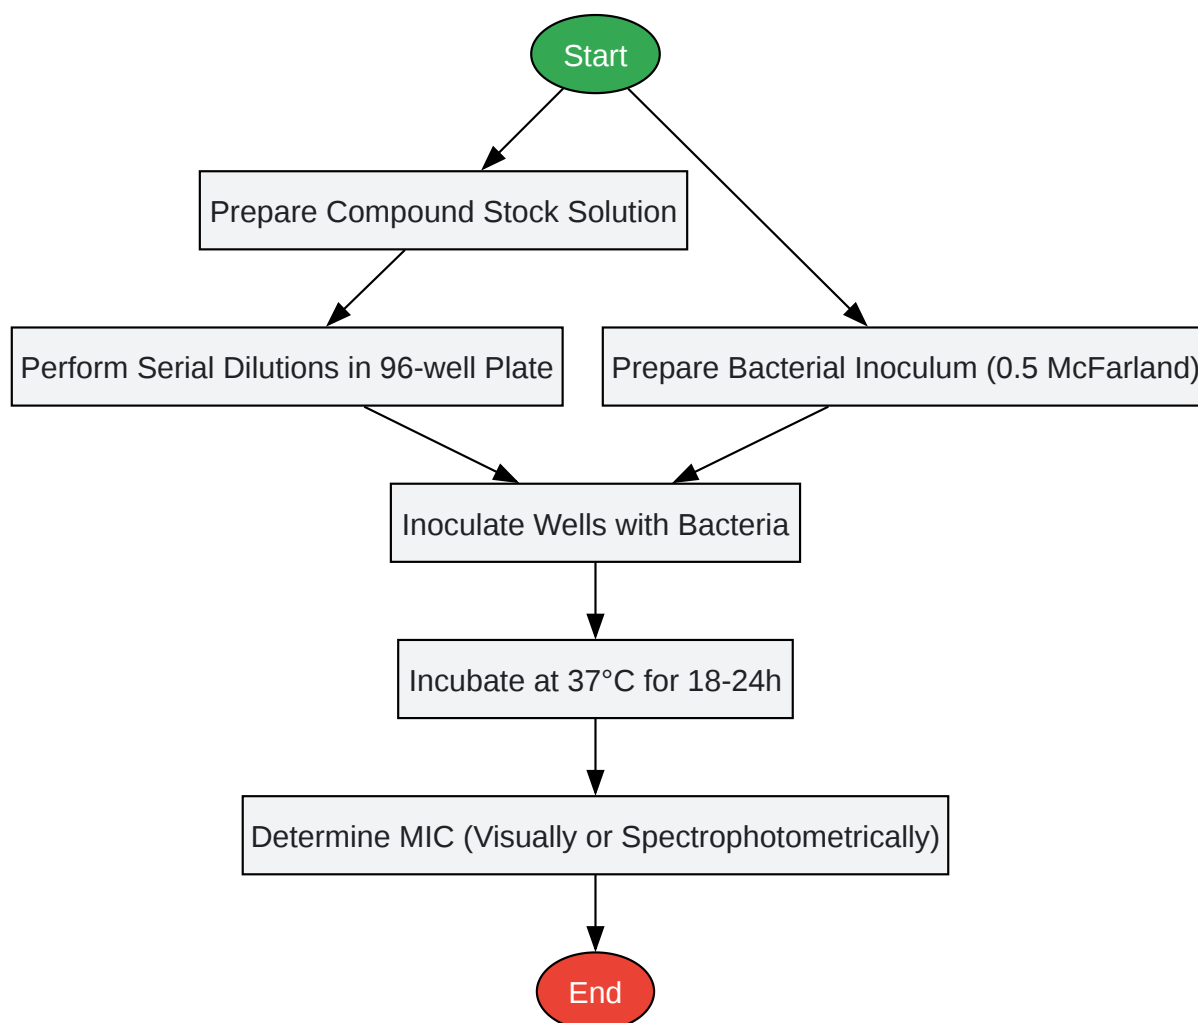 Start
Prepare Compound Stock Solution
Perform Serial Dilutions in 96-well Plate
Prepare Bacterial Inoculum (0.5 McFarland)
Inoculate Wells with Bacteria
Incubate at 37°C for 18-24h
Determine MIC (Visually or Spectrophotometrically)
End